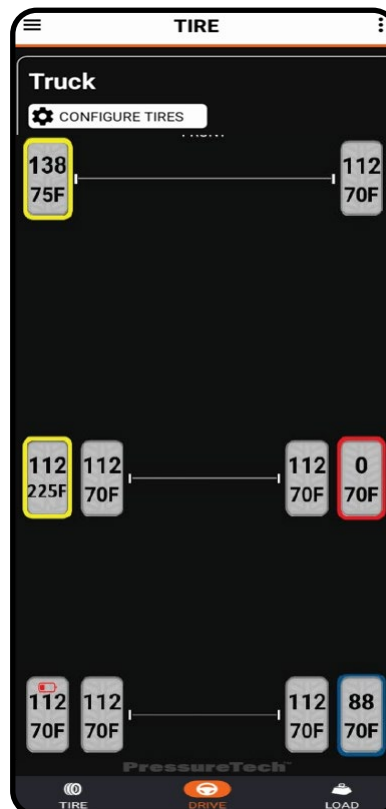 TIRE
Truck
CONFIGURE TIRES
138 112
75F 70F
112 112 112 0
225F 70F 70F 70F
112 112 112 88
70F 70F 70F 70F
PressureTech™
TIRE DRIVE LOAD